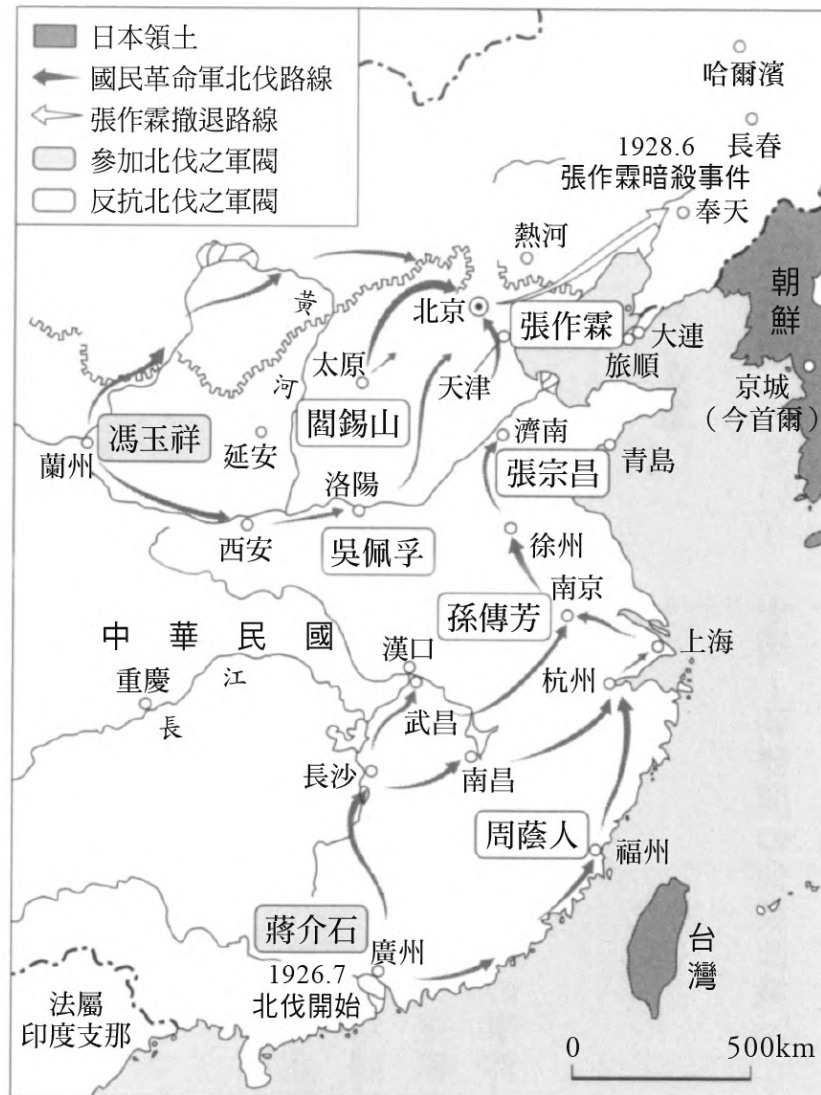 日本領土
國民革命軍北伐路線
張作霖撤退路線
參加北伐之軍閥
反抗北伐之軍閥
哈爾濱
長春
1928.6
張作霖暗殺事件
奉天
熱河
朝鮮
黃河
北京
張作霖
大連
旅順
太原
天津
京城
（今首爾）
閻錫山
馮玉祥
延安
濟南
蘭州
張宗昌
青島
洛陽
西安
吳佩孚
徐州
南京
孫傳芳
中華民國
漢口
上海
重慶
長江
武昌
杭州
長沙
南昌
周蔭人
福州
蔣介石
廣州
1926.7
北伐開始
台灣
法屬
印度支那
0 500km